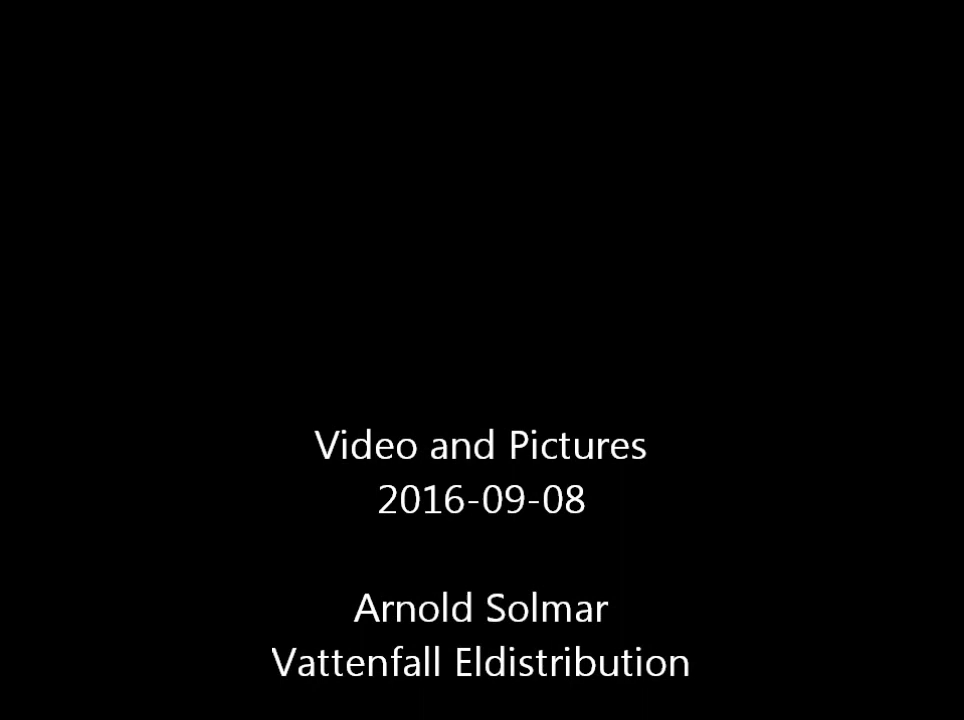 Video and Pictures
2016-09-08
Arnold Solmar
Vattenfall Eldistribution